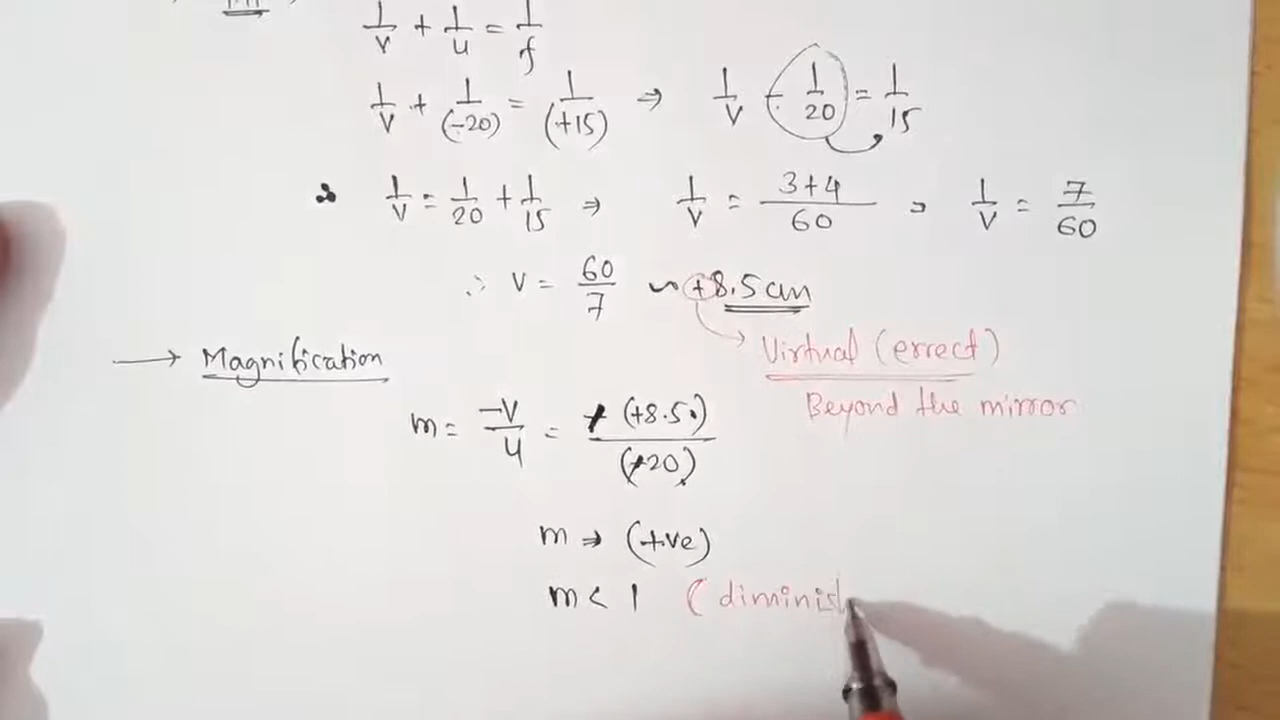 1/v + 1/u = 1/f
1/v + 1/(-20) = 1/(+15) ⇒ 1/v - 1/20 = 1/15
∴ 1/v = 1/20 + 1/15 ⇒ 1/v = 3+4/60 ⇒ 1/v = 7/60
∴ v = 60/7 ~ +8.5 cm
Virtual (errect)
→ Magnification
Beyond the mirror
m = -v/u = - (+8.5)/(-20)
m → (+ve)
m < 1 (diminish